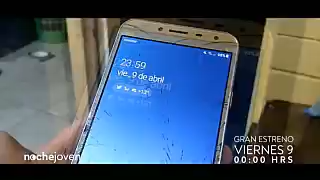 23:59
vie., 9 de abril
GRAN ESTRENO
VIERNES 9
00:00 HRS
nochejoven